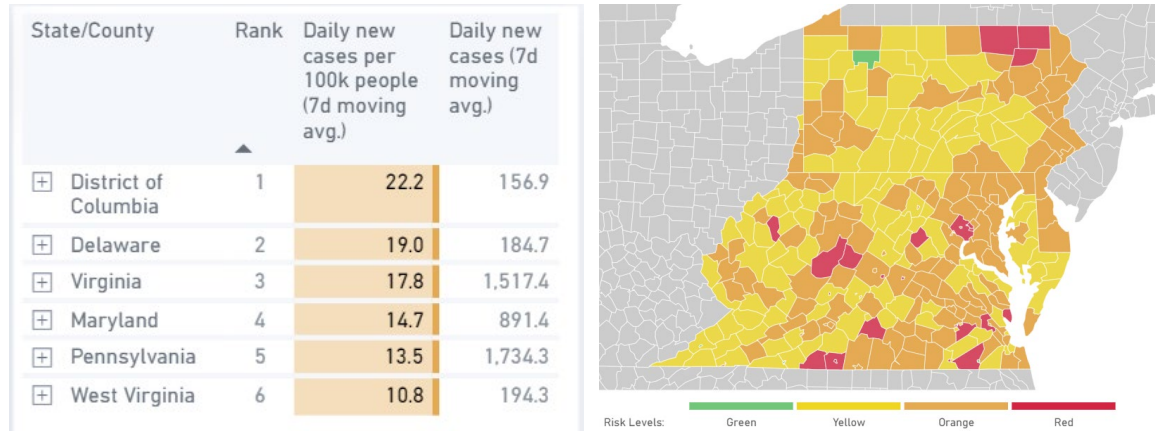 State/County Rank Daily new Daily new
cases per cases (7d
100k people moving
(7d moving avg.)
avg.)
District of 1 22.2 156.9
Columbia
Delaware 2 19.0 184.7
Virginia 3 17.8 1,517.4
Maryland 4 14.7 891.4
Pennsylvania 5 13.5 1,734.3
West Virginia 6 10.8 194.3
Risk Levels: Green Yellow Orange Red